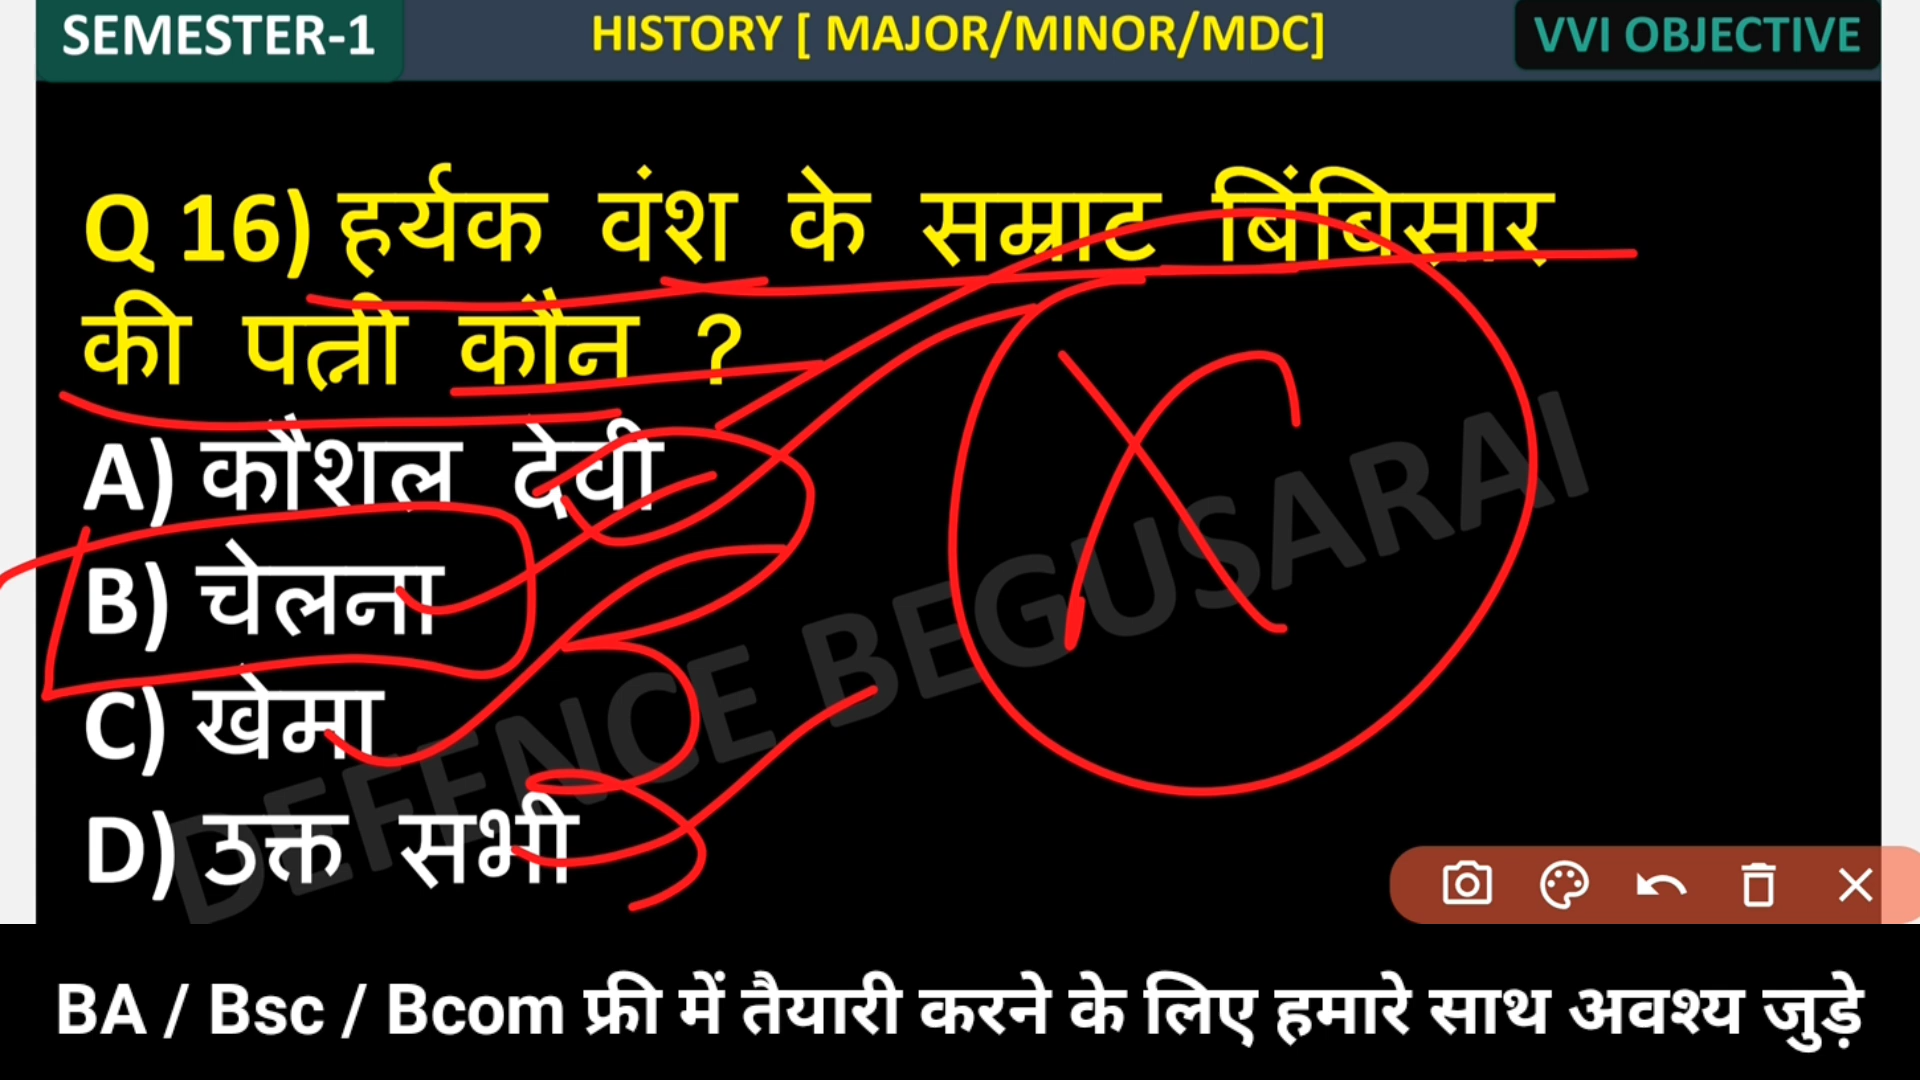 SEMESTER-1
HISTORY [ MAJOR/MINOR/MDC]
VVI OBJECTIVE
Q 16) हर्यक वंश के सम्राट बिंबिसार
की पत्नी कौन ?
A) कौशल देवी
B) चेलना
C) खेमा
D) उक्त सभी
DEFENCE BEGUSARAI
BA / Bsc / Bcom फ्री में तैयारी करने के लिए हमारे साथ अवश्य जुड़े